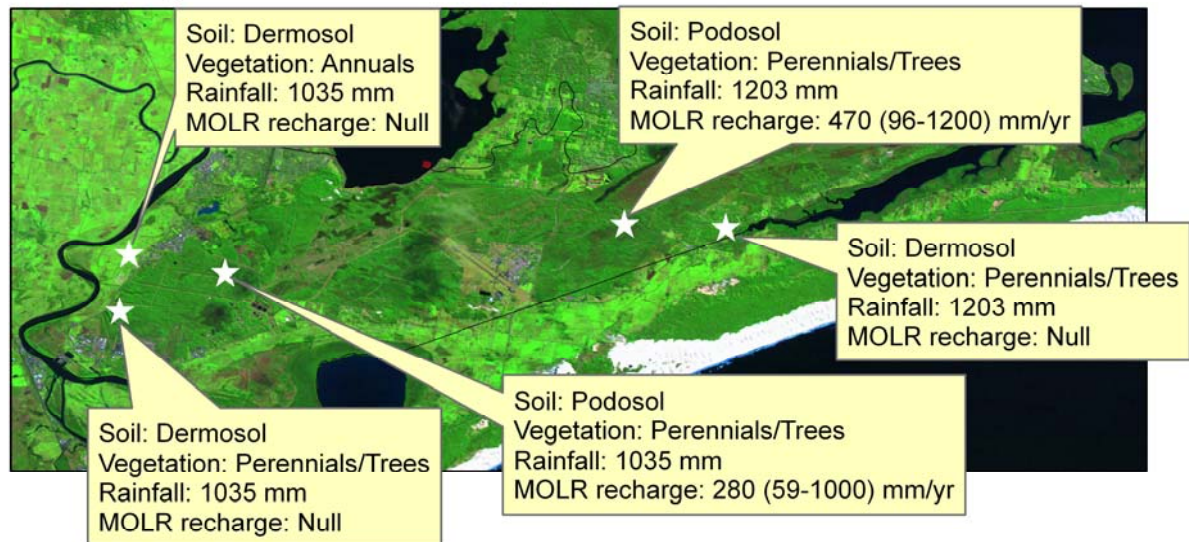 Soil: Dermosol
Vegetation: Annuals
Rainfall: 1035 mm
MOLR recharge: Null
Soil: Podosol
Vegetation: Perennials/Trees
Rainfall: 1203 mm
MOLR recharge: 470 (96-1200) mm/yr
Soil: Dermosol
Vegetation: Perennials/Trees
Rainfall: 1203 mm
MOLR recharge: Null
Soil: Dermosol
Vegetation: Perennials/Trees
Rainfall: 1035 mm
MOLR recharge: Null
Soil: Podosol
Vegetation: Perennials/Trees
Rainfall: 1035 mm
MOLR recharge: 280 (59-1000) mm/yr